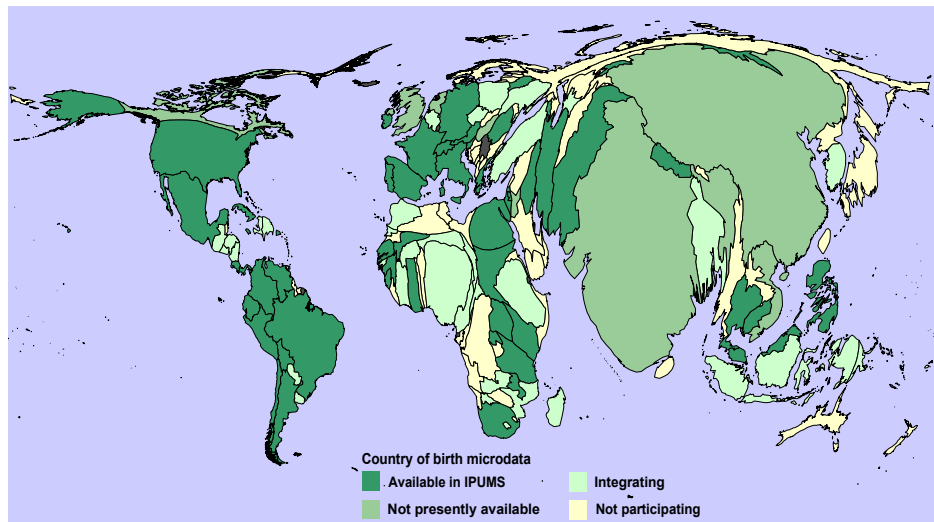 Country of birth microdata
Available in IPUMS
Integrating
Not presently available
Not participating